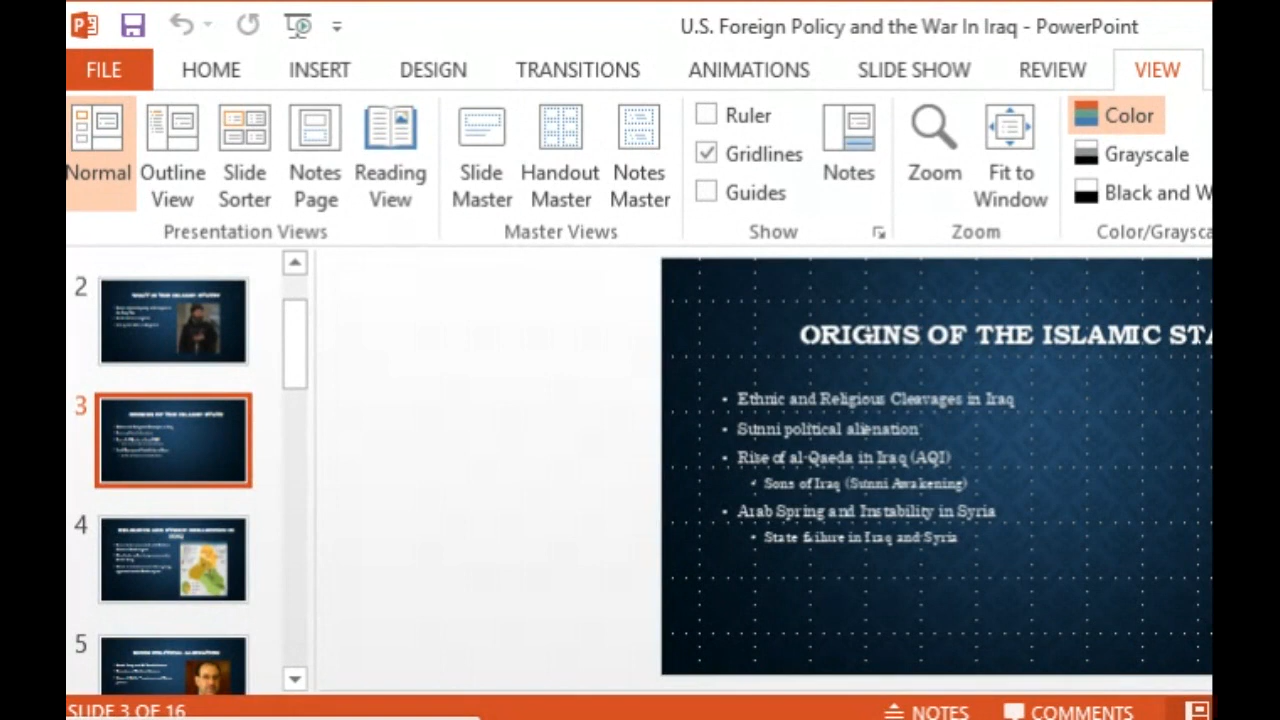 U.S. Foreign Policy and the War In Iraq - PowerPoint
FILE HOME INSERT DESIGN TRANSITIONS ANIMATIONS SLIDE SHOW REVIEW VIEW
Normal Outline View Slide Sorter Notes Page Reading View
Slide Master Handout Master Notes Master
Ruler
Gridlines
Guides
Notes
Zoom Fit to Window
Color
Grayscale
Black and W
Presentation Views Master Views Show Zoom Color/Graysca
2
3
4
5
ORIGINS OF THE ISLAMIC STA
• Ethnic and Religious Cleavages in Iraq
• Sunni political alienation
• Rise of al-Qaeda in Iraq (AQI)
• Sons of Iraq (Sunni Awakening)
• Arab Spring and Instability in Syria
• State failure in Iraq and Syria
SLIDE 3 OF 16 NOTES COMMENTS